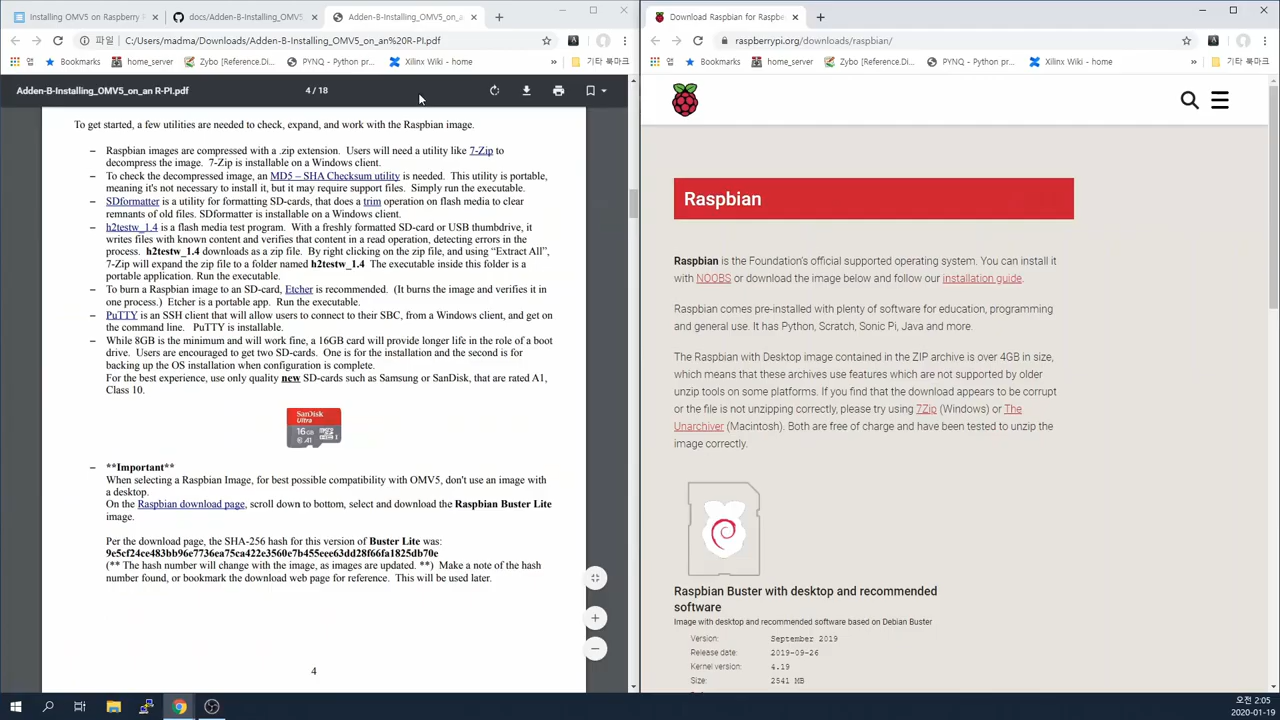 Installing OMV5 on Raspberry P
docs/Adden-B-Installing_OMV5
Adden-B-Installing_OMV5_on_an
파일
C:/Users/madma/Downloads/Adden-B-Installing_OMV5_on_an%20R-PI.pdf
앱
Bookmarks
home_server
Zybo [Reference.Di...
PYNQ - Python pr...
Xilinx Wiki - home
»
기타 북마크
Adden-B-Installing_OMV5_on_an R-PI.pdf
4 / 18
To get started, a few utilities are needed to check, expand, and work with the Raspbian image.
– Raspbian images are compressed with a .zip extension. Users will need a utility like 7-Zip to
decompress the image. 7-Zip is installable on a Windows client.
– To check the decompressed image, an MD5 – SHA Checksum utility is needed. This utility is portable,
meaning it's not necessary to install it, but it may require support files. Simply run the executable.
– SDformatter is a utility for formatting SD-cards, that does a trim operation on flash media to clear
remnants of old files. SDformatter is installable on a Windows client.
– h2testw_1.4 is a flash media test program. With a freshly formatted SD-card or USB thumbdrive, it
writes files with known content and verifies that content in a read operation, detecting errors in the
process. h2testw_1.4 downloads as a zip file. By right clicking on the zip file, and using “Extract All”,
7-Zip will expand the zip file to a folder named h2testw_1.4 The executable inside this folder is a
portable application. Run the executable.
– To burn a Raspbian image to an SD-card, Etcher is recommended. (It burns the image and verifies it in
one process.) Etcher is a portable app. Run the executable.
– PuTTY is an SSH client that will allow users to connect to their SBC, from a Windows client, and get on
the command line. PuTTY is installable.
– While 8GB is the minimum and will work fine, a 16GB card will provide longer life in the role of a boot
drive. Users are encouraged to get two SD-cards. One is for the installation and the second is for
backing up the OS installation when configuration is complete.
For the best experience, use only quality new SD-cards such as Samsung or SanDisk, that are rated A1,
Class 10.
SanDisk
Ultra
16GB
A1
– **Important**
When selecting a Raspbian Image, for best possible compatibility with OMV5, don't use an image with
a desktop.
On the Raspbian download page, scroll down to bottom, select and download the Raspbian Buster Lite
image.
Per the download page, the SHA-256 hash for this version of Buster Lite was:
9e5cf24ce483bb96e7736ea75ca422e3560e7b455eee63dd28f66fa1825db70e
(** The hash number will change with the image, as images are updated. **) Make a note of the hash
number found, or bookmark the download web page for reference. This will be used later.
4
Download Raspbian for Raspbe
raspberrypi.org/downloads/raspbian/
앱
Bookmarks
home_server
Zybo [Reference.Di...
PYNQ - Python pr...
Xilinx Wiki - home
»
기타 북마크
Raspbian
Raspbian is the Foundation's official supported operating system. You can install it
with NOOBS or download the image below and follow our installation guide.
Raspbian comes pre-installed with plenty of software for education, programming
and general use. It has Python, Scratch, Sonic Pi, Java and more.
The Raspbian with Desktop image contained in the ZIP archive is over 4GB in size,
which means that these archives use features which are not supported by older
unzip tools on some platforms. If you find that the download appears to be corrupt
or the file is not unzipping correctly, please try using 7Zip (Windows) or The
Unarchiver (Macintosh). Both are free of charge and have been tested to unzip the
image correctly.
Raspbian Buster with desktop and recommended
software
Image with desktop and recommended software based on Debian Buster
Version: September 2019
Release date: 2019-09-26
Kernel version: 4.19
Size: 2541 MB
오전 2:05
2020-01-19